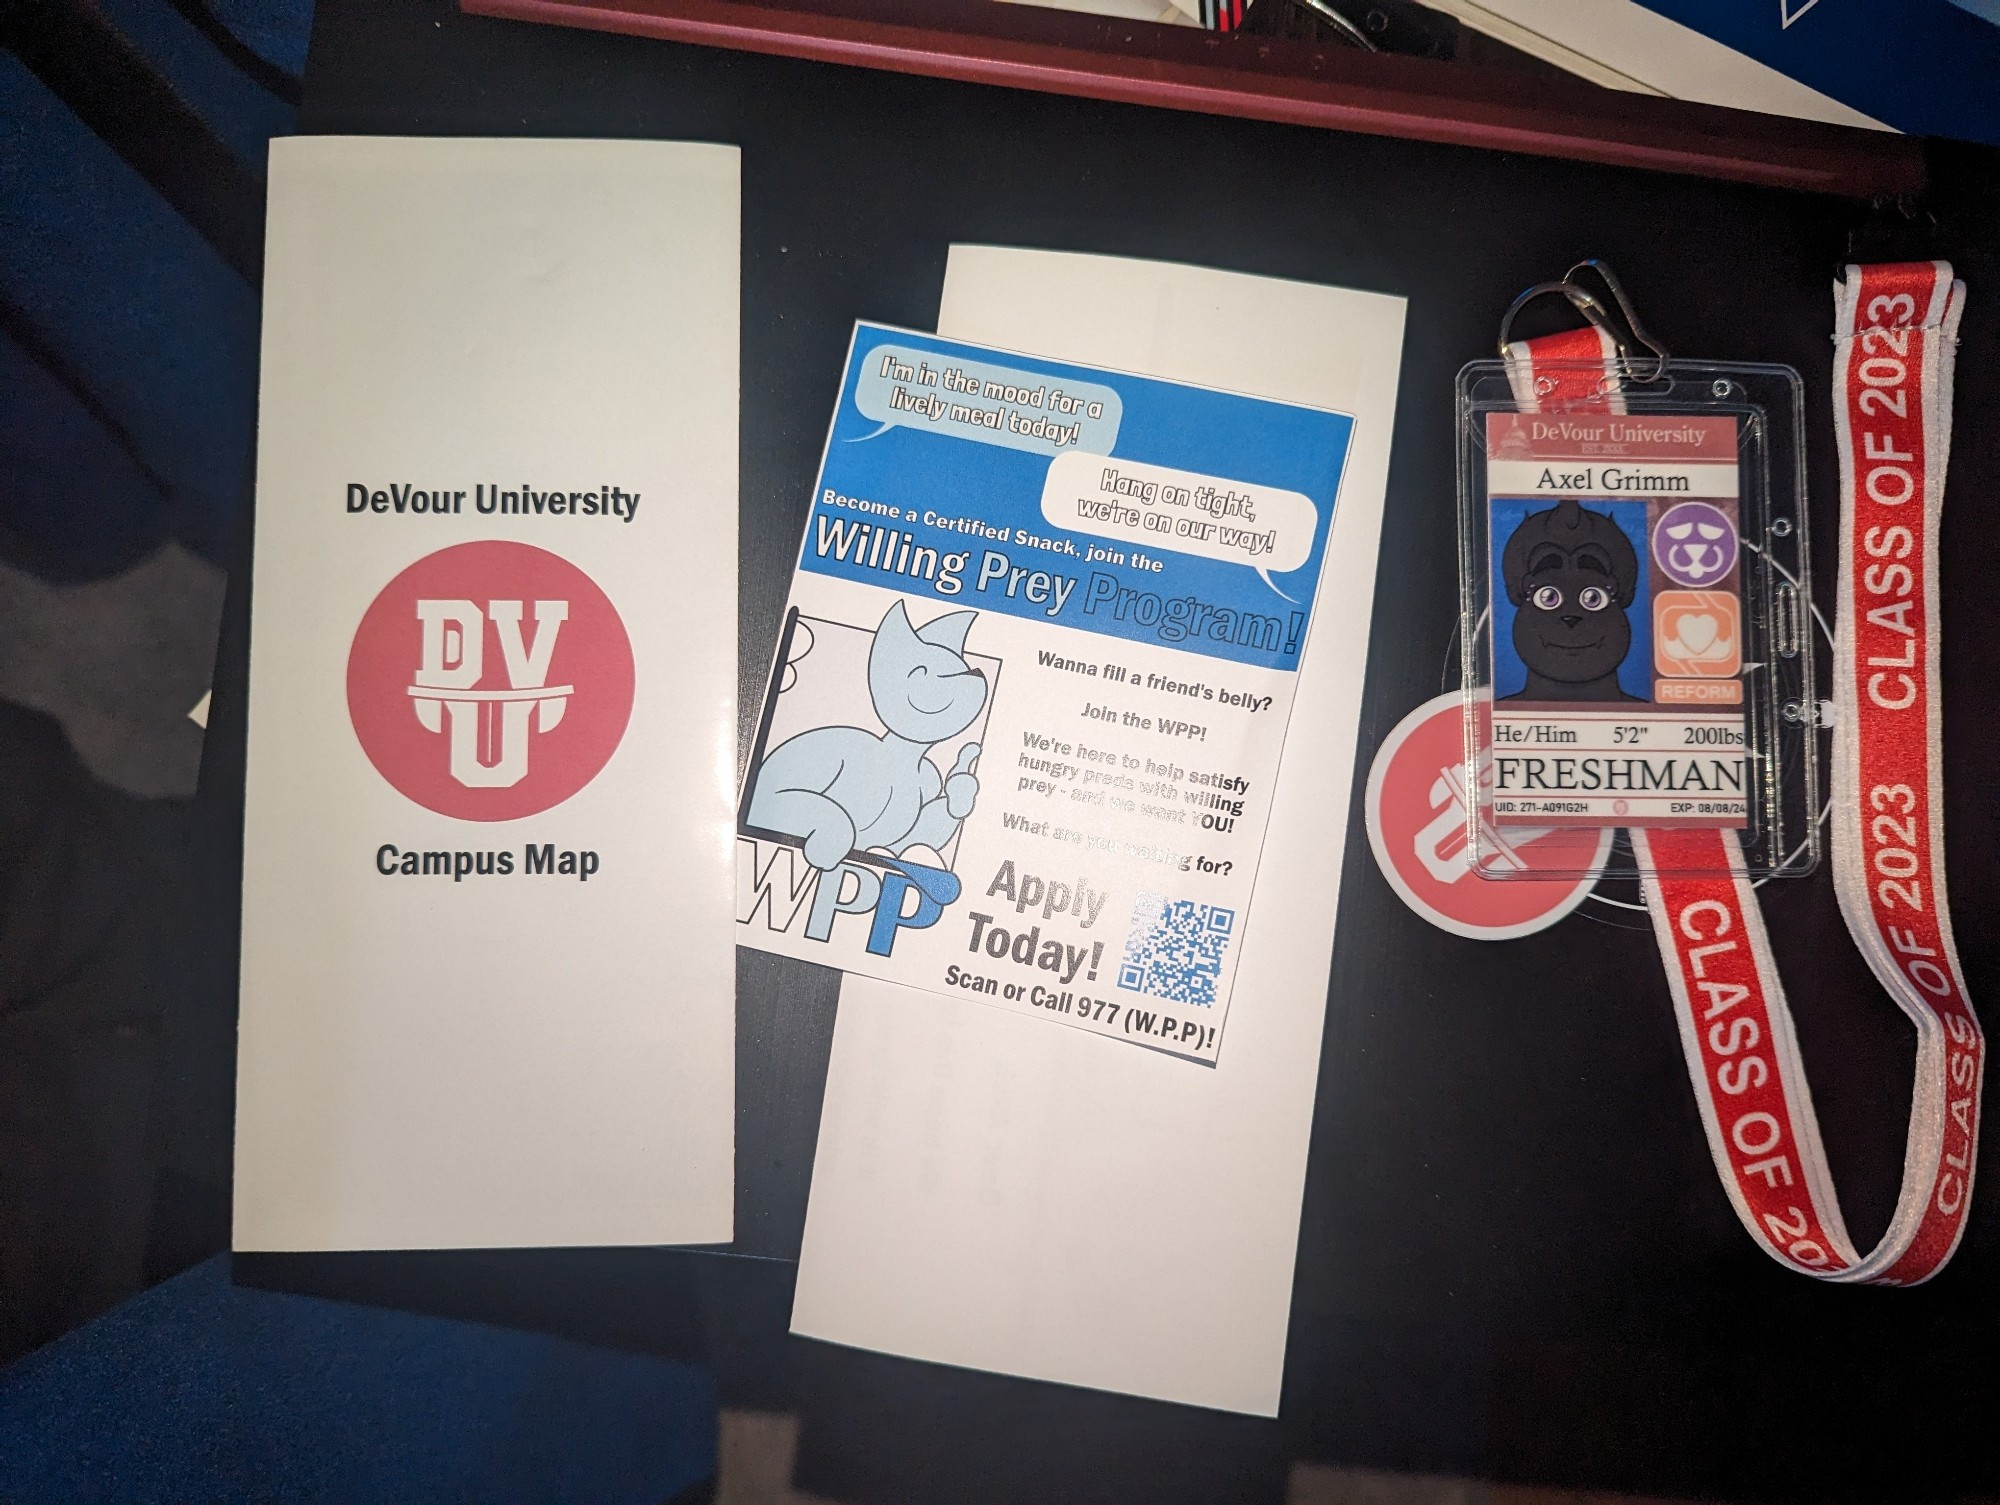 DeVour University
DV
U
Campus Map
I'm in the mood for a
lively meal today!
Hang on tight,
we're on our way!
Become a Certified Snack, join the
Willing Prey Program!
Wanna fill a friend's belly?
Join the WPP!
We're here to help satisfy
hungry preds with willing
prey - and we want YOU!
What are you waiting for?
WPP
Apply
Today!
Scan or Call 977 (W.P.P)!
DeVour University
Axel Grimm
REFORM
He/Him 5'2" 200lbs
FRESHMAN
UID: 271-A091G2H EXP: 08/08/24
U
CLASS OF 2023
CLASS OF 2023
CLASS OF 20
CLASS